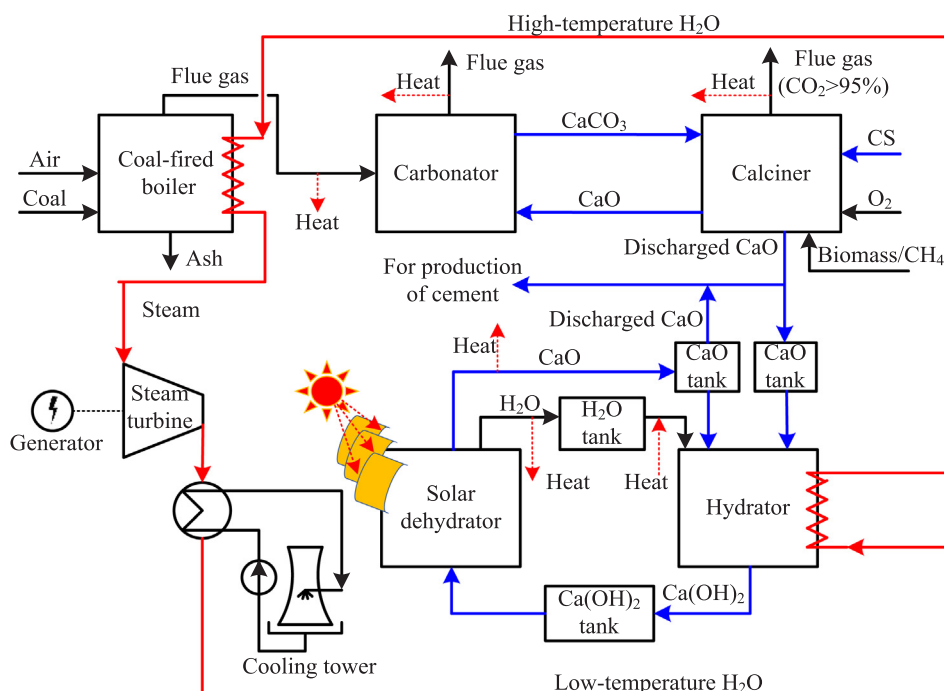 High-temperature H₂O
Flue gas
Heat
Flue gas
Heat
Flue gas
(CO₂>95%)
Air
Coal
Coal-fired
boiler
Ash
Heat
Carbonator
CaCO₃
CaO
Calciner
CS
O₂
Biomass/CH₄
Discharged CaO
For production
of cement
Discharged CaO
Steam
Heat
CaO
CaO
tank
CaO
tank
Steam
turbine
Generator
H₂O
H₂O
tank
Heat
Heat
Solar
dehydrator
Hydrator
Ca(OH)₂
tank
Ca(OH)₂
Cooling tower
Low-temperature H₂O